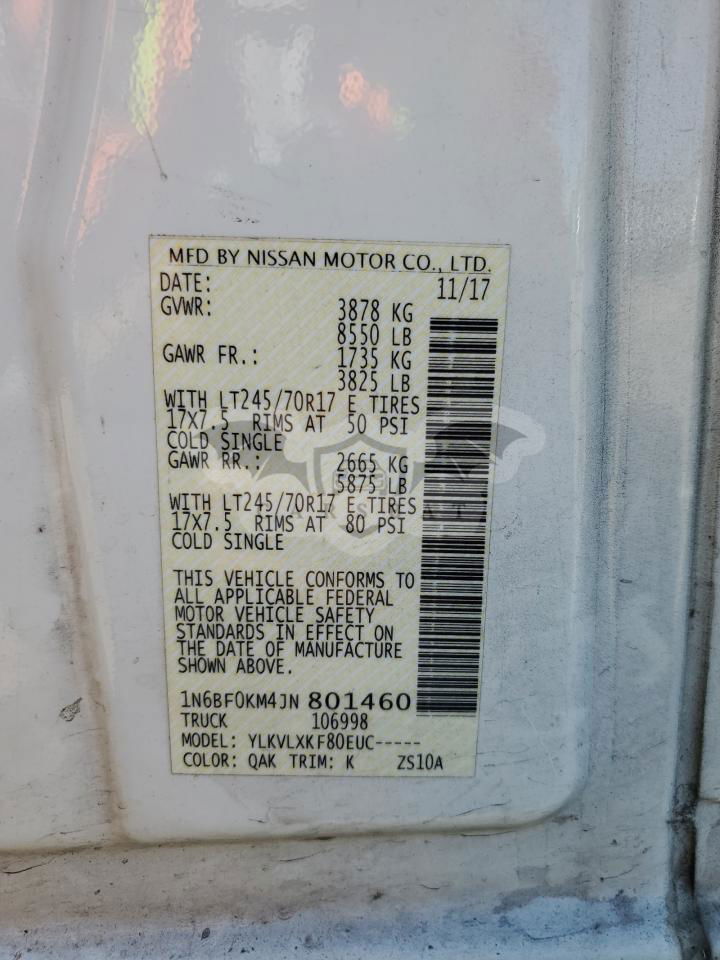 MFD BY NISSAN MOTOR CO., LTD.
DATE: 11/17
GVWR: 3878 KG
8550 LB
GAWR FR.: 1735 KG
3825 LB
WITH LT245/70R17 E TIRES
17X7.5 RIMS AT 50 PSI
COLD SINGLE
GAWR RR.: 2665 KG
5875 LB
WITH LT245/70R17 E TIRES
17X7.5 RIMS AT 80 PSI
COLD SINGLE
THIS VEHICLE CONFORMS TO
ALL APPLICABLE FEDERAL
MOTOR VEHICLE SAFETY
STANDARDS IN EFFECT ON
THE DATE OF MANUFACTURE
SHOWN ABOVE.
1N6BF0KM4JN 801460
TRUCK 106998
MODEL: YLKVLXKF80EUC-----
COLOR: QAK TRIM: K ZS10A